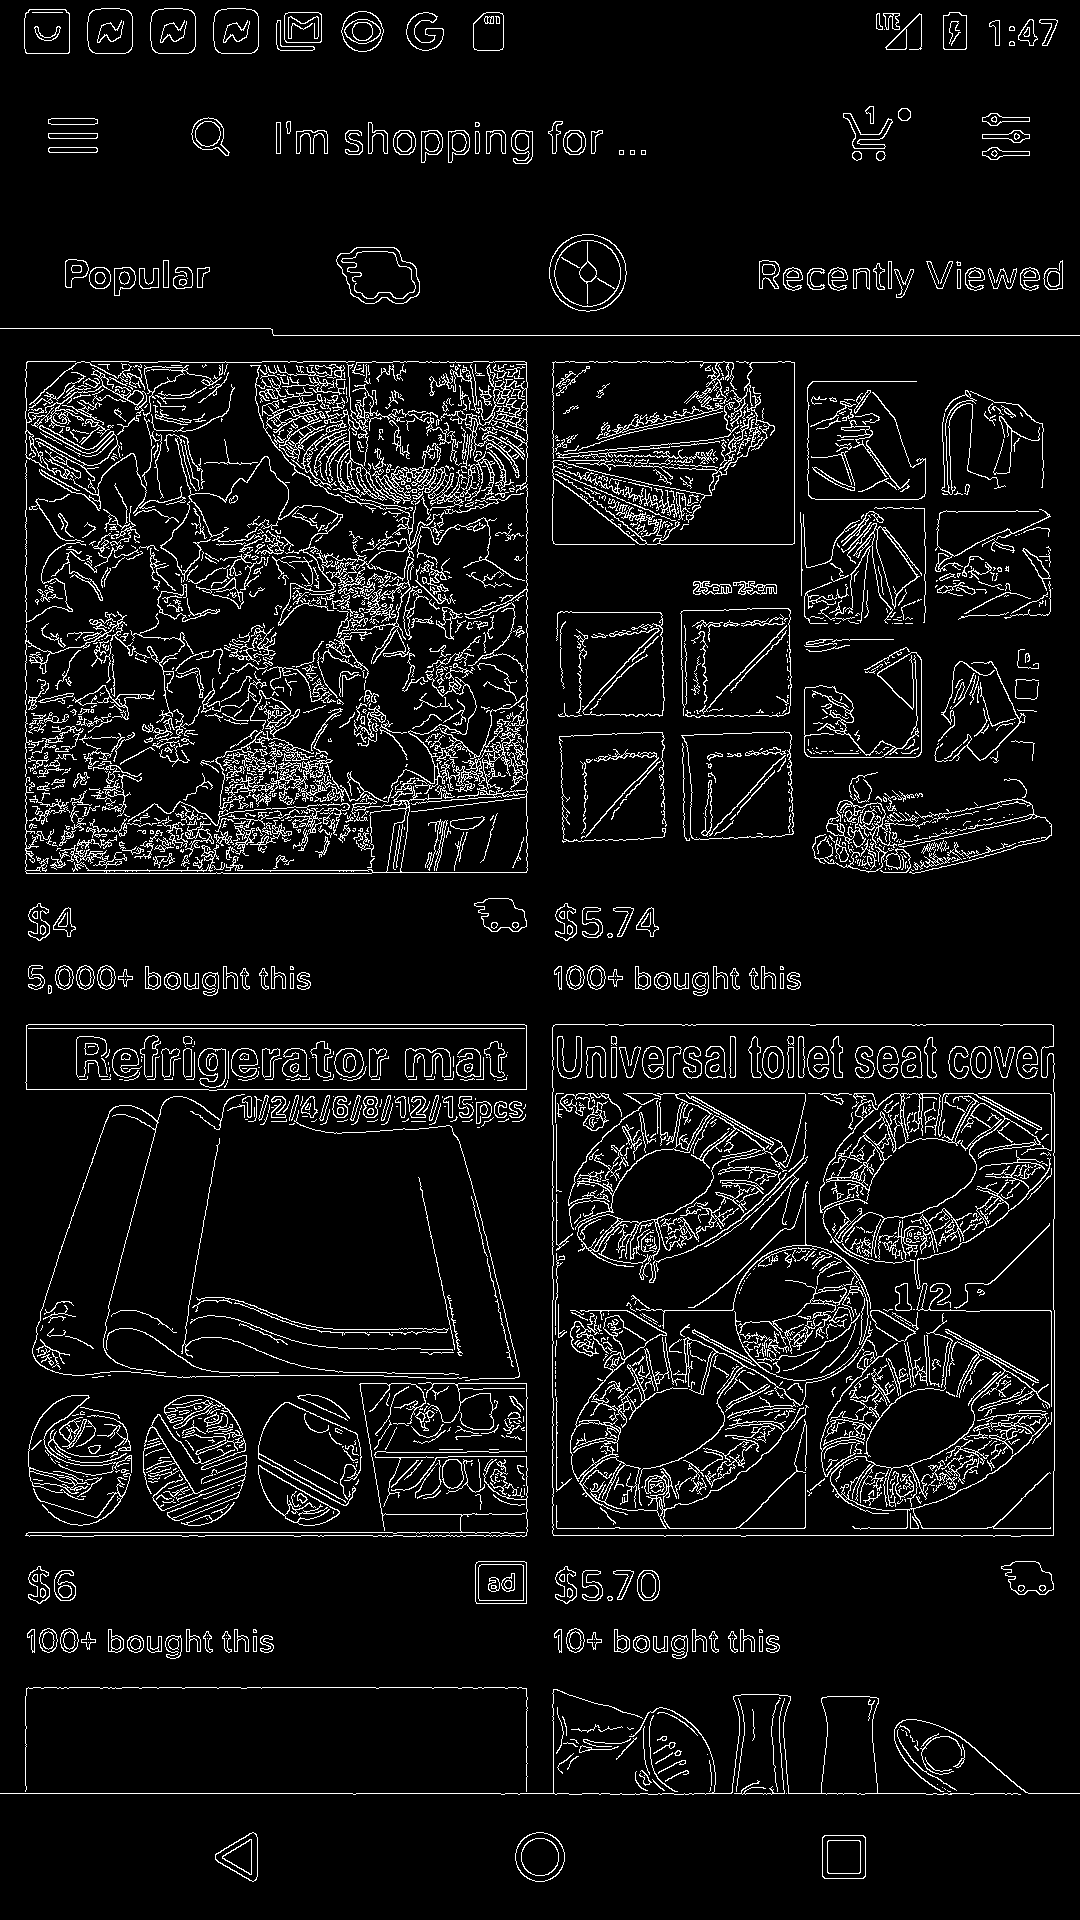 LTE 1:47
I'm shopping for ...
1
Popular
Recently Viewed
25cm*25cm
$4
5,000+ bought this
$5.74
100+ bought this
Refrigerator mat
1/2/4/6/8/12/15pcs
Universal toilet seat cover
1/2 P
$6
ad
100+ bought this
$5.70
10+ bought this